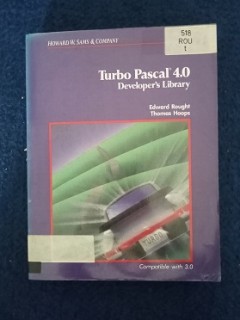 HOWARD W. SAMS & COMPANY
518
ROU
1
Turbo Pascal™ 4.0
Developer's Library
Edward Rought
Thomas Hoops
Compatible with 3.0